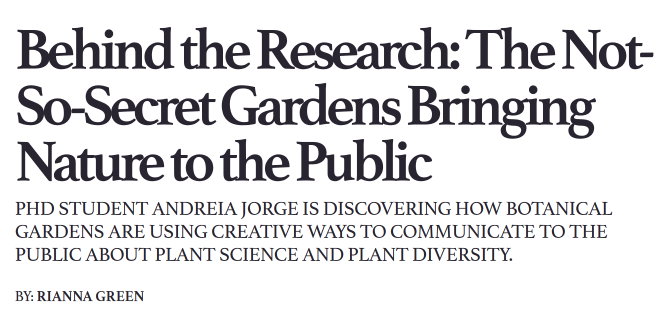 Behind the Research: The Not-
So-Secret Gardens Bringing
Nature to the Public
PHD STUDENT ANDREIA JORGE IS DISCOVERING HOW BOTANICAL
GARDENS ARE USING CREATIVE WAYS TO COMMUNICATE TO THE
PUBLIC ABOUT PLANT SCIENCE AND PLANT DIVERSITY.
BY: RIANNA GREEN